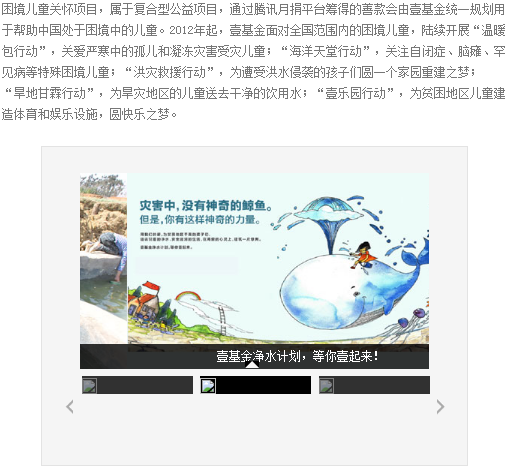 困境儿童关怀项目，属于复合型公益项目，通过腾讯月捐平台筹得的善款会由壹基金统一规划用
于帮助中国处于困境中的儿童。2012年起，壹基金面对全国范围内的困境儿童，陆续开展“温暖
包行动”，关爱严寒中的孤儿和凝冻灾害受灾儿童；“海洋天堂行动”，关注自闭症、脑瘫、罕
见病等特殊困境儿童；“洪灾救援行动”，为遭受洪水侵袭的孩子们圆一个家园重建之梦；
“旱地甘霖行动”，为旱灾地区的儿童送去干净的饮用水；“壹乐园行动”，为贫困地区儿童建
造体育和娱乐设施，圆快乐之梦。
灾害中，没有神奇的鲸鱼。
但是，你有这样神奇的力量。
壹基金净水计划，等你壹起来！